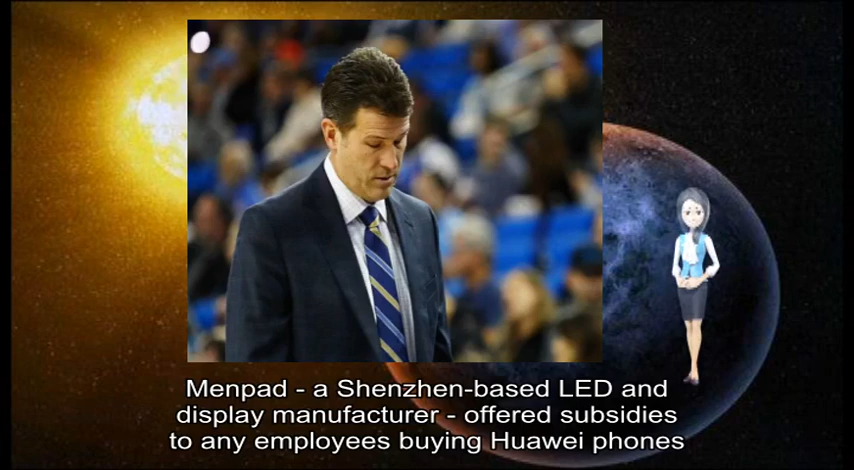 Menpad - a Shenzhen-based LED and
display manufacturer - offered subsidies
to any employees buying Huawei phones